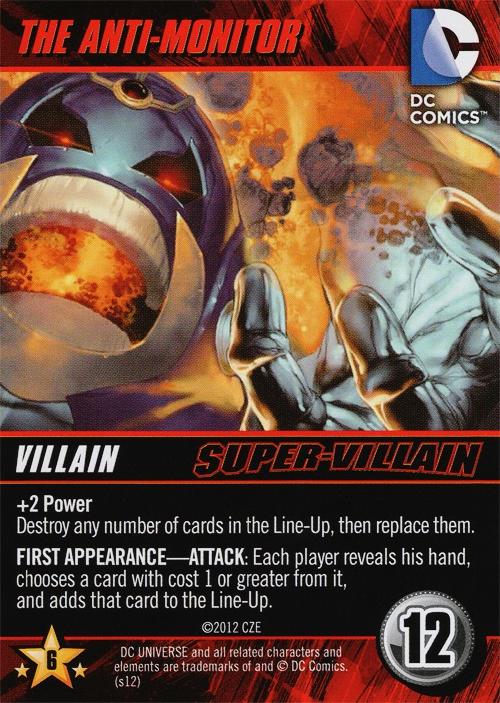 THE ANTI-MONITOR
DC
COMICS™
VILLAIN
SUPER-VILLAIN
+2 Power
Destroy any number of cards in the Line-Up, then replace them.
FIRST APPEARANCE—ATTACK: Each player reveals his hand,
chooses a card with cost 1 or greater from it,
and adds that card to the Line-Up.
©2012 CZE
6
DC UNIVERSE and all related characters and
elements are trademarks of and © DC Comics.
(s12)
12